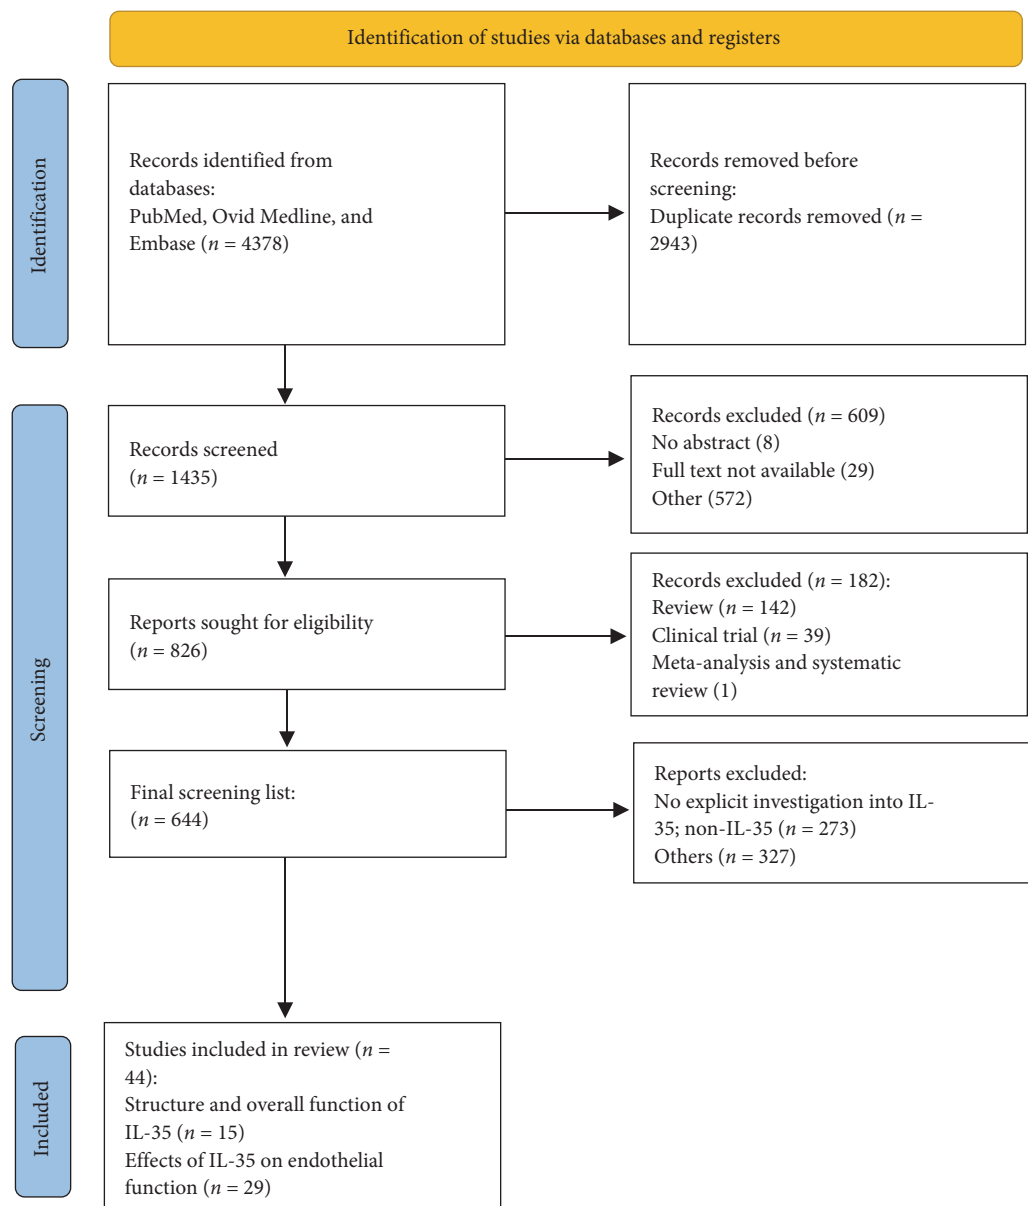 Identification of studies via databases and registers
Identification
Records identified from
databases:
PubMed, Ovid Medline, and
Embase (n = 4378)
Records removed before
screening:
Duplicate records removed (n =
2943)
Screening
Records screened
(n = 1435)
Records excluded (n = 609)
No abstract (8)
Full text not available (29)
Other (572)
Reports sought for eligibility
(n = 826)
Records excluded (n = 182):
Review (n = 142)
Clinical trial (n = 39)
Meta-analysis and systematic
review (1)
Final screening list:
(n = 644)
Reports excluded:
No explicit investigation into IL-
35; non-IL-35 (n = 273)
Others (n = 327)
Included
Studies included in review (n =
44):
Structure and overall function of
IL-35 (n = 15)
Effects of IL-35 on endothelial
function (n = 29)